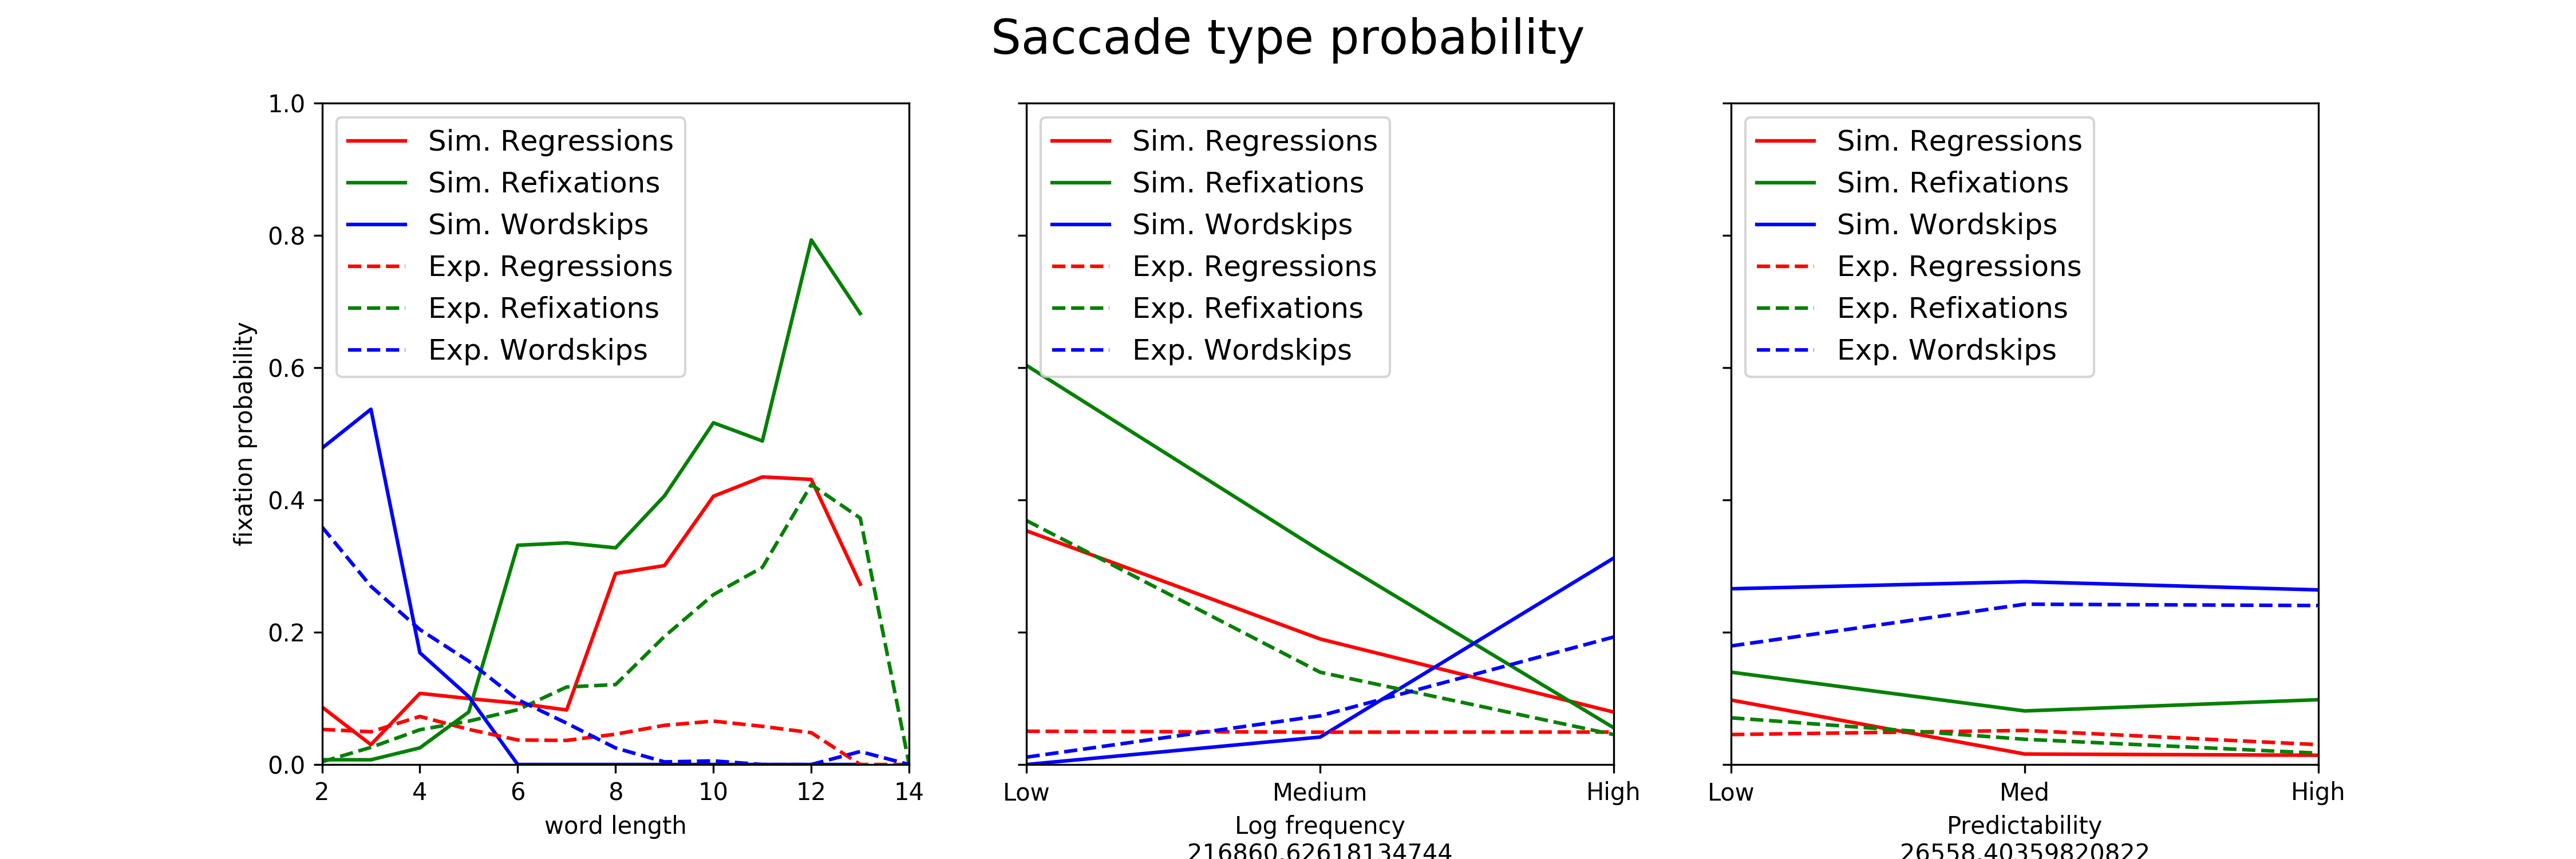 Saccade type probability
fixation probability
1.0
0.8
0.6
0.4
0.2
0.0
Sim. Regressions
Sim. Refixations
Sim. Wordskips
Exp. Regressions
Exp. Refixations
Exp. Wordskips
2 4 6 8 10 12 14
word length
Sim. Regressions
Sim. Refixations
Sim. Wordskips
Exp. Regressions
Exp. Refixations
Exp. Wordskips
Low Medium High
Log frequency
216860.62618134744
Sim. Regressions
Sim. Refixations
Sim. Wordskips
Exp. Regressions
Exp. Refixations
Exp. Wordskips
Low Med High
Predictability
26558.40359820822